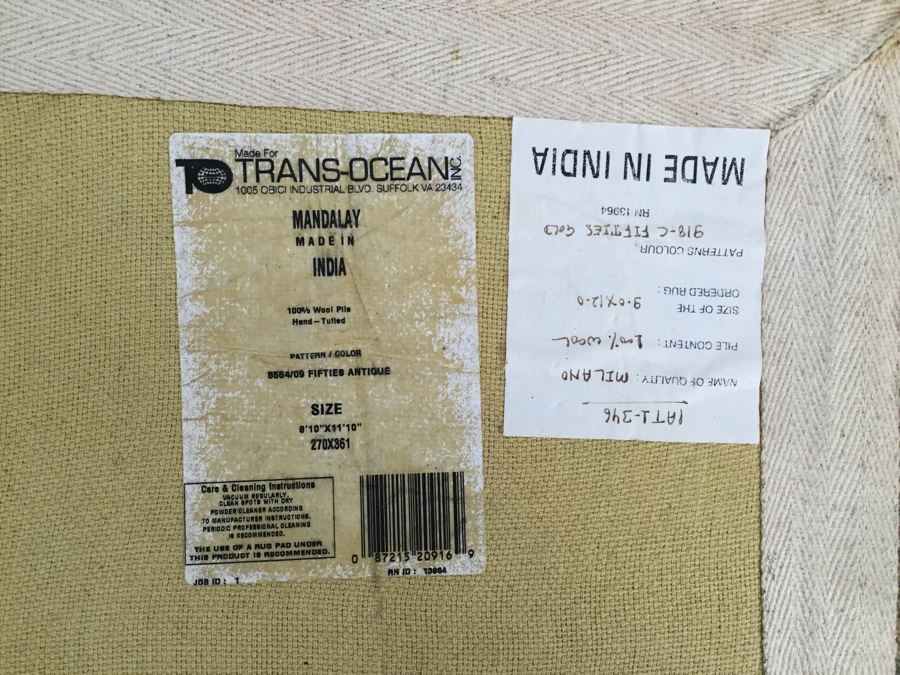 Made For
TRANS-OCEAN INC.
1005 OBICI INDUSTRIAL BLVD. SUFFOLK VA 23434
MANDALAY
MADE IN
INDIA
100% Wool Pile
Hand-Tufted
PATTERN / COLOR
8554/09 FIFTIES ANTIQUE
SIZE
8'10"X11'10"
270X361
Care & Cleaning Instructions
VACUUM REGULARLY.
CLEAN SPOTS WITH DRY
POWDER CLEANER ACCORDING
TO MANUFACTURER INSTRUCTIONS.
PERIODIC PROFESSIONAL CLEANING
IS RECOMMENDED.
THE USE OF A RUG PAD UNDER
THIS PRODUCT IS RECOMMENDED.
0 87215 20916 9
JOB ID : 1
RN ID : 13964
IAT1-346
NAME OF QUALITY : MILANO
PILE CONTENT : 100% WOOL
SIZE OF THE
ORDERED RUG : 9.0X12.0
PATTERNS COLOUR : 918-C FIFTIES GOLD
RN 13964
MADE IN INDIA